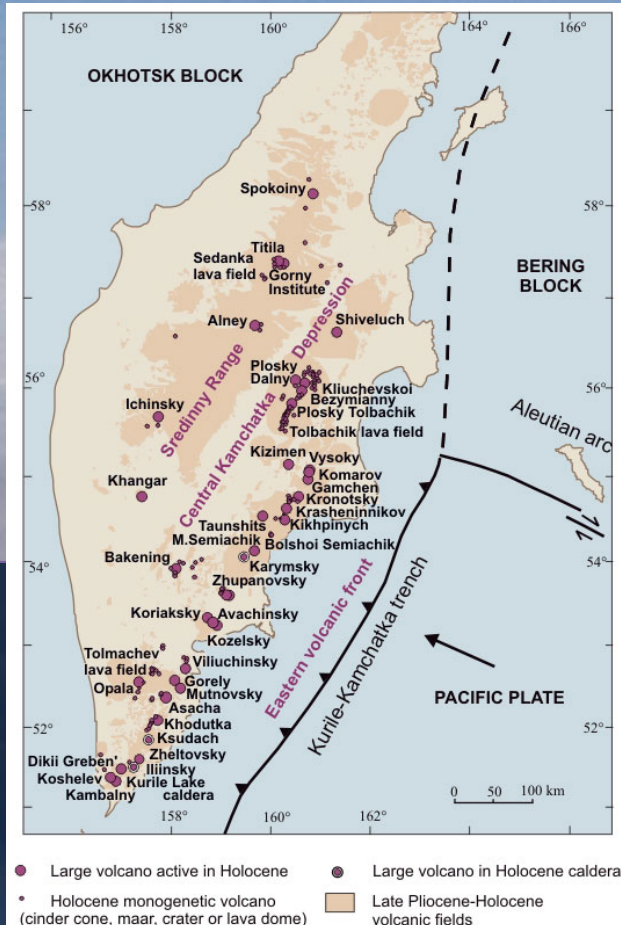 156°
158°
160°
162°
164°
166°
OKHOTSK BLOCK
58°
58°
Spokoiny
Titila
Sedanka
lava field
Gorny
Institute
BERING
BLOCK
Alney
Shiveluch
Sredinny Range
Central Kamchatka Depression
56°
56°
Plosky
Dalny
Kliuchevskoi
Bezymianny
Plosky Tolbachik
Tolbachik lava field
Ichinsky
Aleutian arc
Kizimen
Vysoky
Komarov
Gamchen
Kronotsky
Khangar
Krasheninnikov
Taunshits
Kikhpinych
M.Semiachik
Bolshoi Semiachik
54°
54°
Bakening
Karymsky
Zhupanovsky
Koriaksky
Avachinsky
Kozelsky
Eastern volcanic front
Kurile-Kamchatka trench
PACIFIC PLATE
Tolmachev
lava field
Viliuchinsky
Opala
Gorely
Mutnovsky
Asacha
52°
52°
Khodutka
Ksudach
Zheltovsky
Dikii Greben'
Iliinsky
Koshelev
Kurile Lake
caldera
Kambalny
0 50 100 km
158°
160°
162°
164°
Large volcano active in Holocene
Large volcano in Holocene caldera
Holocene monogenetic volcano
(cinder cone, maar, crater or lava dome)
Late Pliocene-Holocene
volcanic fields